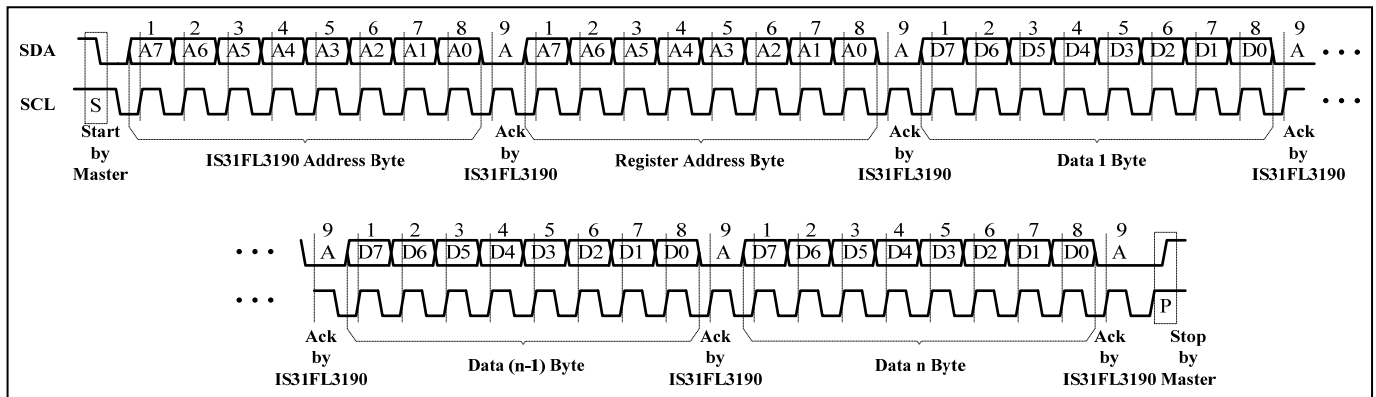 1 2 3 4 5 6 7 8 9 1 2 3 4 5 6 7 8 9 1 2 3 4 5 6 7 8 9
SDA A7 A6 A5 A4 A3 A2 A1 A0 A A7 A6 A5 A4 A3 A2 A1 A0 A D7 D6 D5 D4 D3 D2 D1 D0 A • • •
SCL S • • •
Start by Master
IS31FL3190 Address Byte
Ack by IS31FL3190
Register Address Byte
Ack by IS31FL3190
Data 1 Byte
Ack by IS31FL3190
9 1 2 3 4 5 6 7 8 9 1 2 3 4 5 6 7 8 9
• • • A D7 D6 D5 D4 D3 D2 D1 D0 A D7 D6 D5 D4 D3 D2 D1 D0 A
• • • P
Ack by IS31FL3190
Data (n-1) Byte
Ack by IS31FL3190
Data n Byte
Ack by IS31FL3190
Stop by Master